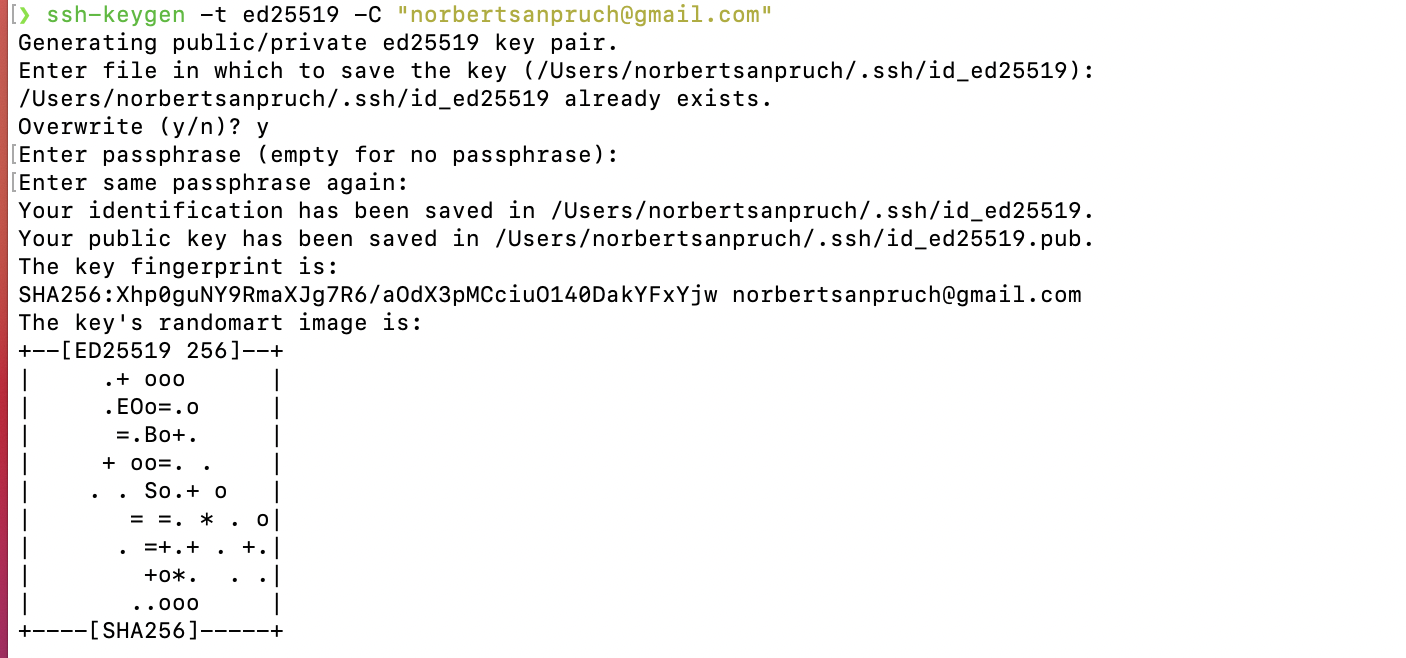 [❯ ssh-keygen -t ed25519 -C "norbertsanpruch@gmail.com"
Generating public/private ed25519 key pair.
Enter file in which to save the key (/Users/norbertsanpruch/.ssh/id_ed25519):
/Users/norbertsanpruch/.ssh/id_ed25519 already exists.
Overwrite (y/n)? y
[Enter passphrase (empty for no passphrase):
[Enter same passphrase again:
Your identification has been saved in /Users/norbertsanpruch/.ssh/id_ed25519.
Your public key has been saved in /Users/norbertsanpruch/.ssh/id_ed25519.pub.
The key fingerprint is:
SHA256:Xhp0guNY9RmaXJg7R6/aOdX3pMCciuO140DakYFxYjw norbertsanpruch@gmail.com
The key's randomart image is:
+--[ED25519 256]--+
|     .+ ooo      |
|     .EOo=.o     |
|      =.Bo+.     |
|     + oo=. .    |
|    . . So.+ o   |
|       = =. * . o|
|      . =+.+ . +.|
|        +o*.  . .|
|       ..ooo     |
+----[SHA256]-----+